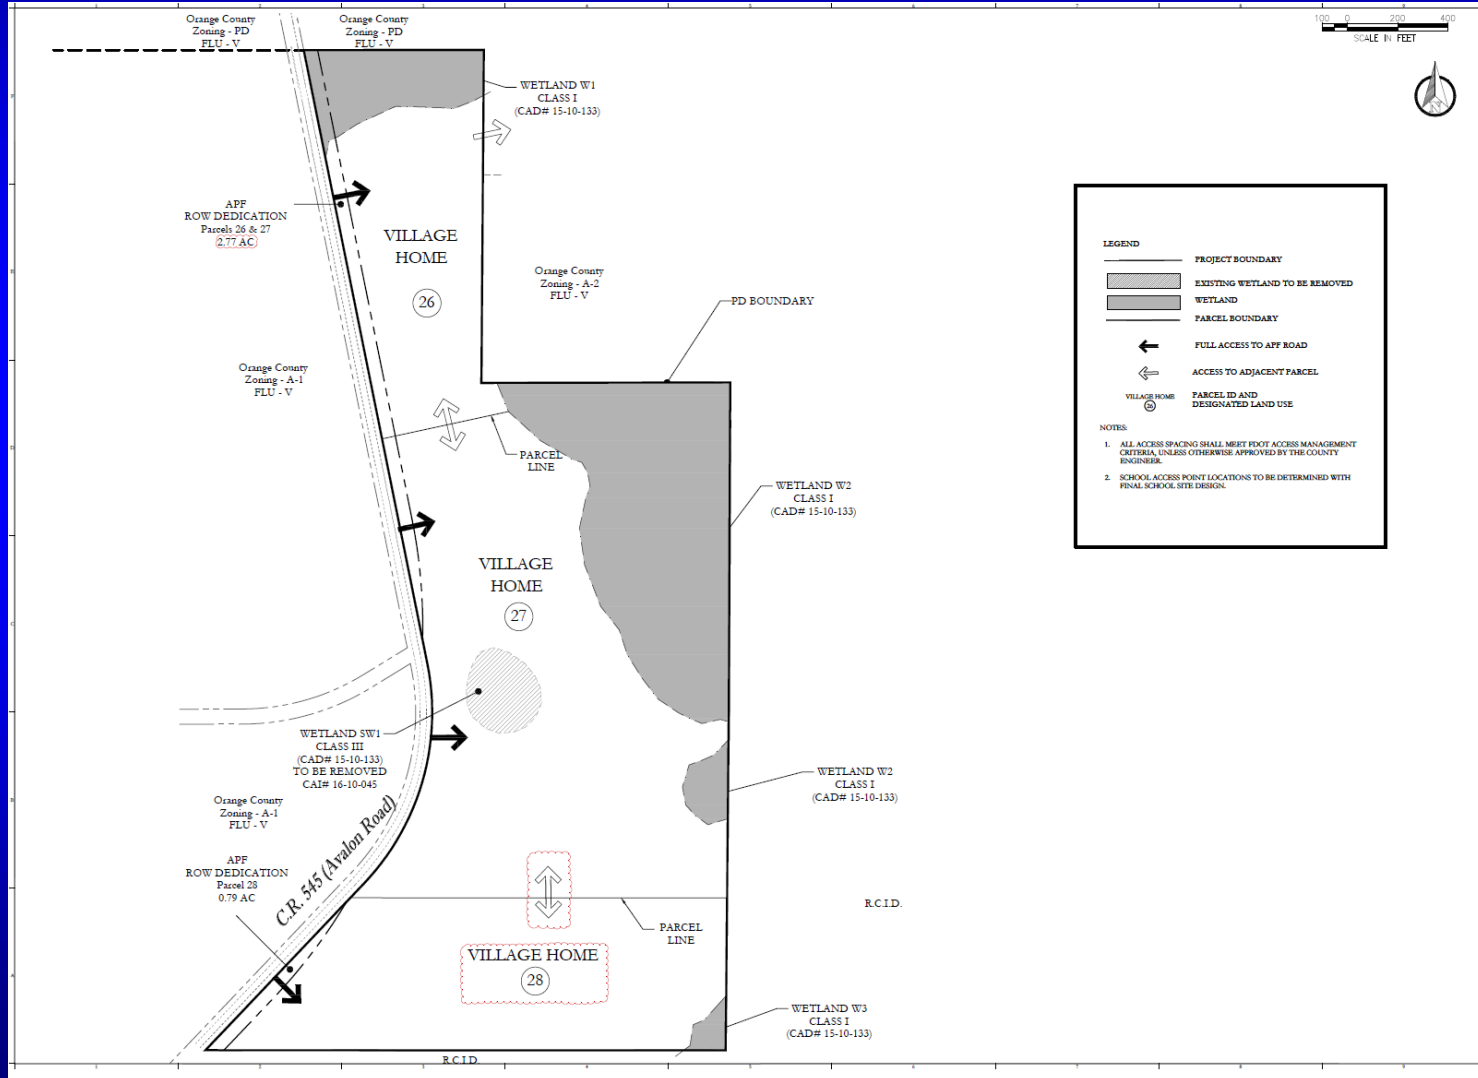 Orange County
Zoning - PD
FLU - V
Orange County
Zoning - PD
FLU - V
100 0 200 400
SCALE IN FEET
N
WETLAND W1
CLASS I
(CAD# 15-10-133)
APF
ROW DEDICATION
Parcels 26 & 27
2.77 AC
VILLAGE
HOME
26
Orange County
Zoning - A-2
FLU - V
PD BOUNDARY
Orange County
Zoning - A-1
FLU - V
PARCEL
LINE
WETLAND W2
CLASS I
(CAD# 15-10-133)
VILLAGE
HOME
27
WETLAND SW1
CLASS III
(CAD# 15-10-133)
TO BE REMOVED
CAI# 16-10-045
WETLAND W2
CLASS I
(CAD# 15-10-133)
Orange County
Zoning - A-1
FLU - V
C.R. 545 (Avalon Road)
APF
ROW DEDICATION
Parcel 28
0.79 AC
R.C.I.D.
PARCEL
LINE
VILLAGE HOME
28
WETLAND W3
CLASS I
(CAD# 15-10-133)
R.C.I.D.
LEGEND
PROJECT BOUNDARY
EXISTING WETLAND TO BE REMOVED
WETLAND
PARCEL BOUNDARY
FULL ACCESS TO APF ROAD
ACCESS TO ADJACENT PARCEL
VILLAGE HOME
26
PARCEL ID AND
DESIGNATED LAND USE
NOTES:
1. ALL ACCESS SPACING SHALL MEET FDOT ACCESS MANAGEMENT
CRITERIA, UNLESS OTHERWISE APPROVED BY THE COUNTY
ENGINEER.
2. SCHOOL ACCESS POINT LOCATIONS TO BE DETERMINED WITH
FINAL SCHOOL SITE DESIGN.